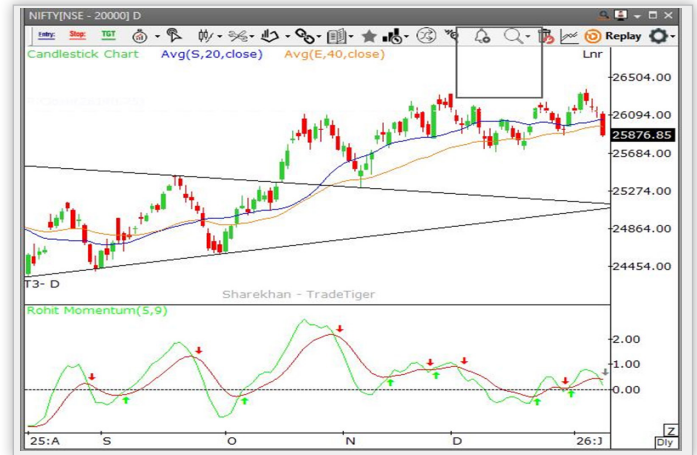 NIFTY[NSE - 20000] D
Entry: Stop: TGT Replay
Candlestick Chart Avg(S,20,close) Avg(E,40,close) Lnr
26504.00
26094.00
25876.85
25684.00
25274.00
24864.00
24454.00
T3- D
Sharekhan - TradeTiger
Rohit Momentum(5,9)
2.00
1.00
0.00
Z
25:A S O N D 26:J Dly